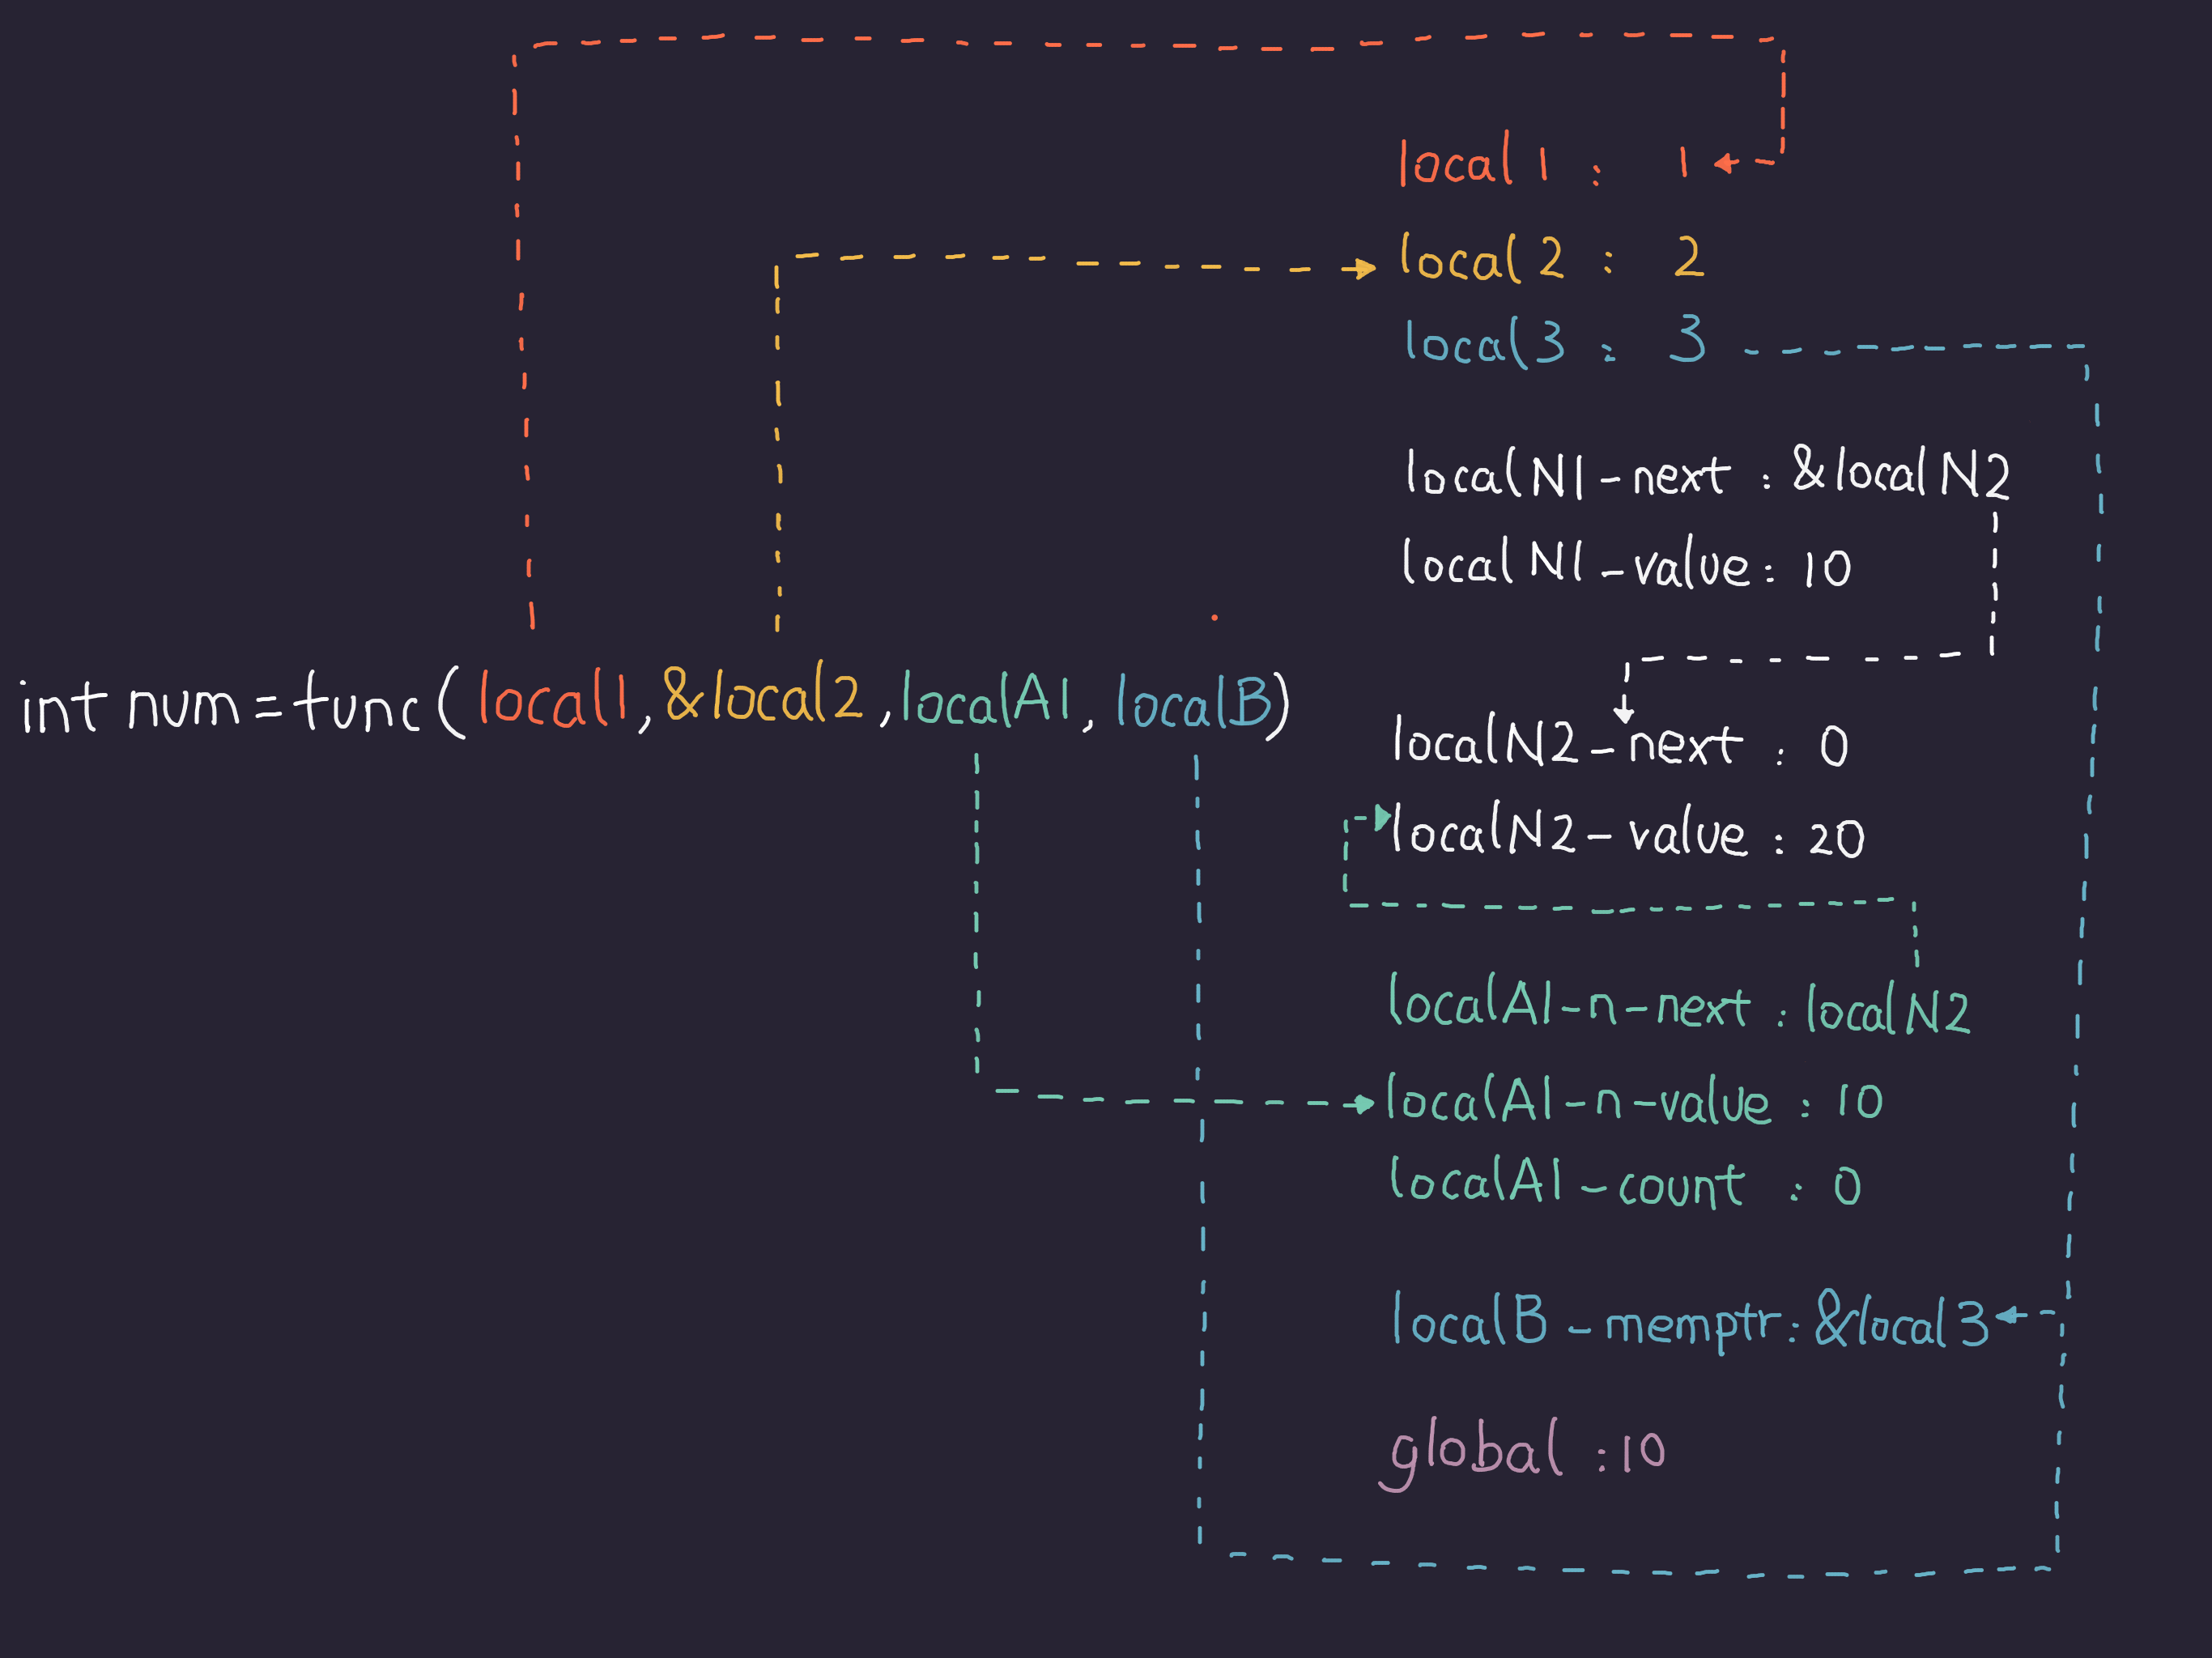 local1 : 1
local2 : 2
local3 : 3
localN1-next : &localN2
localN1-value : 10
int num = func(local1, &local2, localA1, localB)
localN2-next : 0
localN2-value : 20
localA1-n-next : localN2
localA1-n-value : 10
localA1-count : 0
localB-memptr : &local3
global : 10